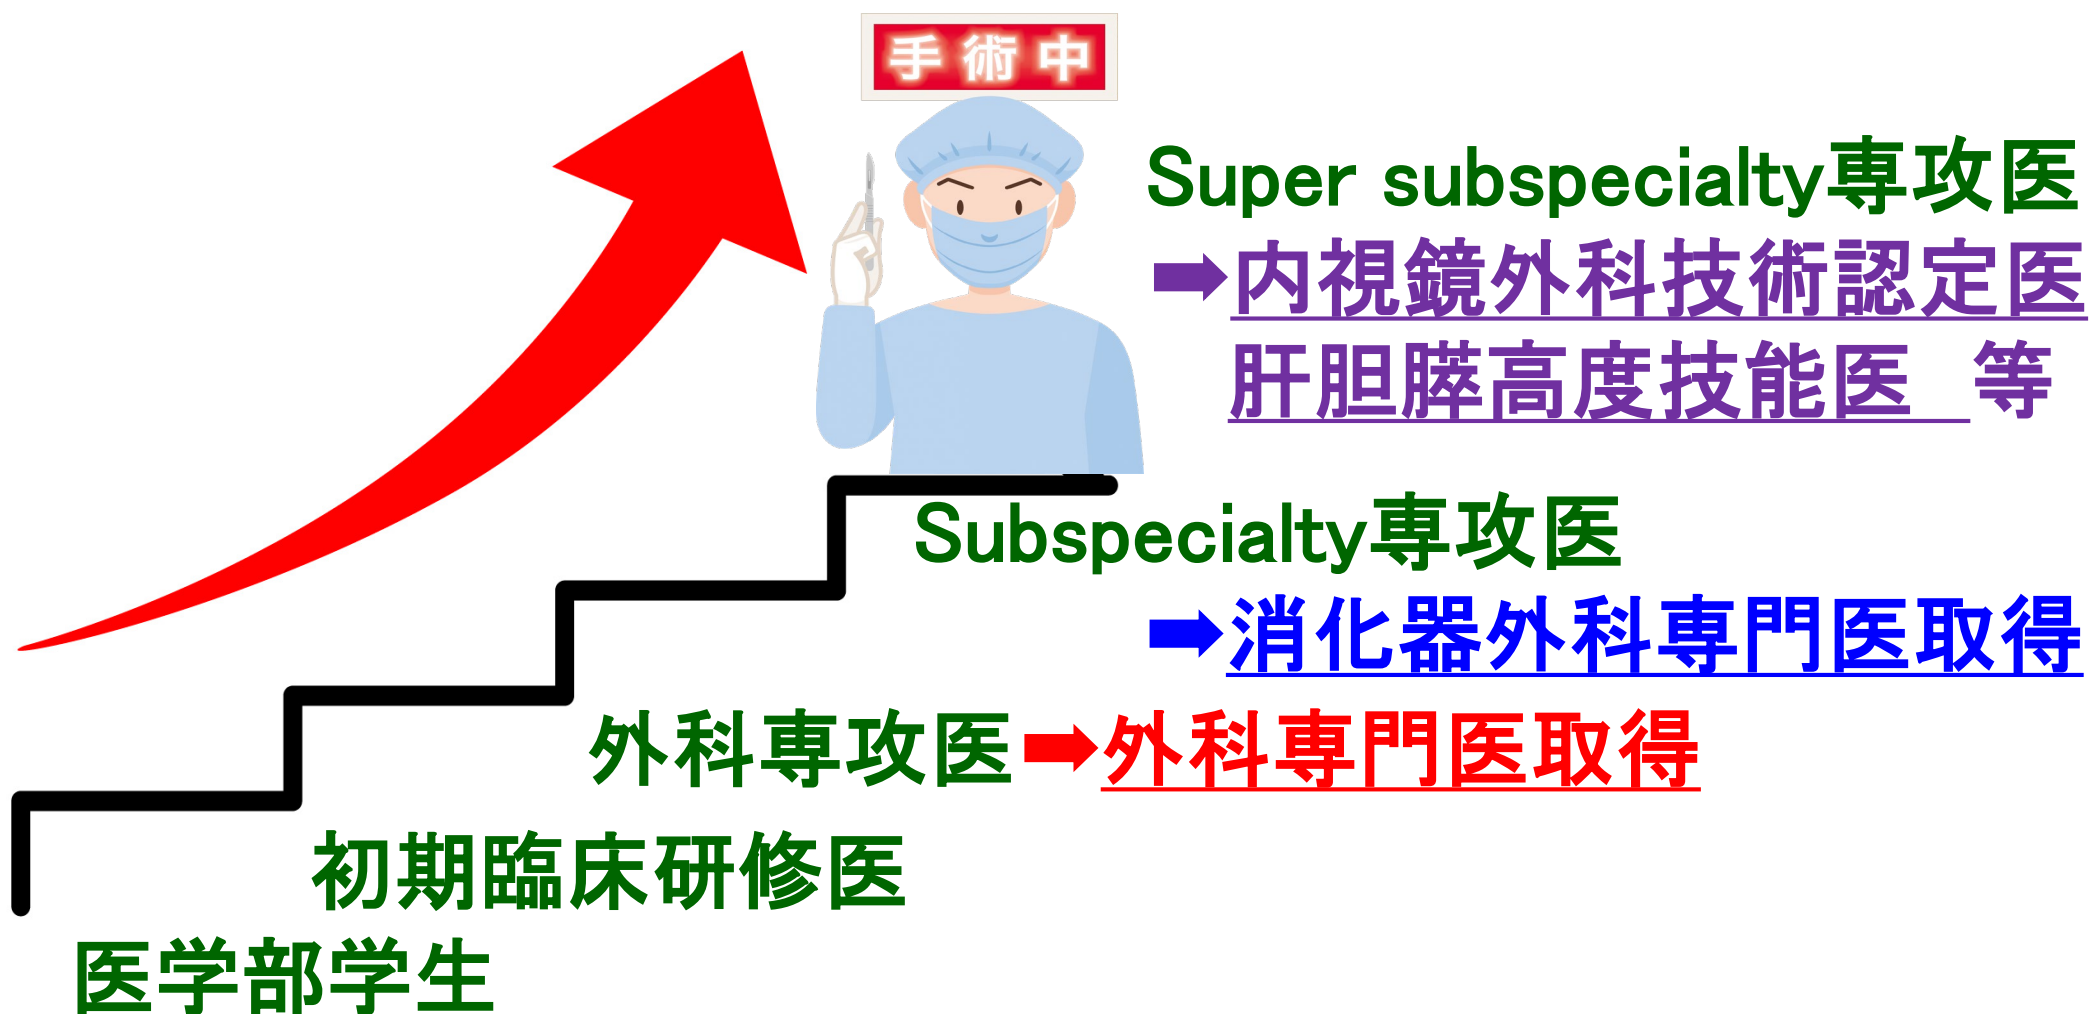 手術中
Super subspecialty専攻医
➡内視鏡外科技術認定医
肝胆膵高度技能医　等
Subspecialty専攻医
➡消化器外科専門医取得
外科専攻医➡外科専門医取得
初期臨床研修医
医学部学生